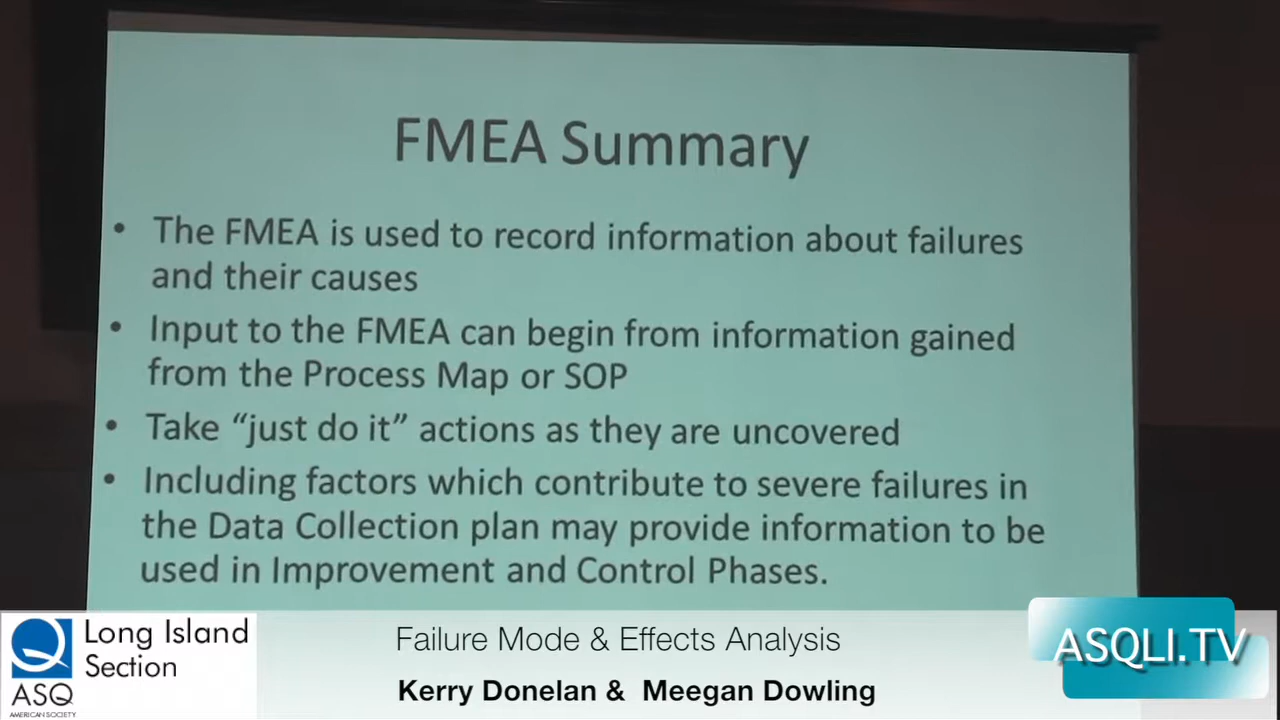 FMEA Summary
• The FMEA is used to record information about failures
and their causes
• Input to the FMEA can begin from information gained
from the Process Map or SOP
• Take “just do it” actions as they are uncovered
• Including factors which contribute to severe failures in
the Data Collection plan may provide information to be
used in Improvement and Control Phases.
Long Island
Section
ASQ
AMERICAN SOCIETY
Failure Mode & Effects Analysis
Kerry Donelan & Meegan Dowling
ASQLI.TV